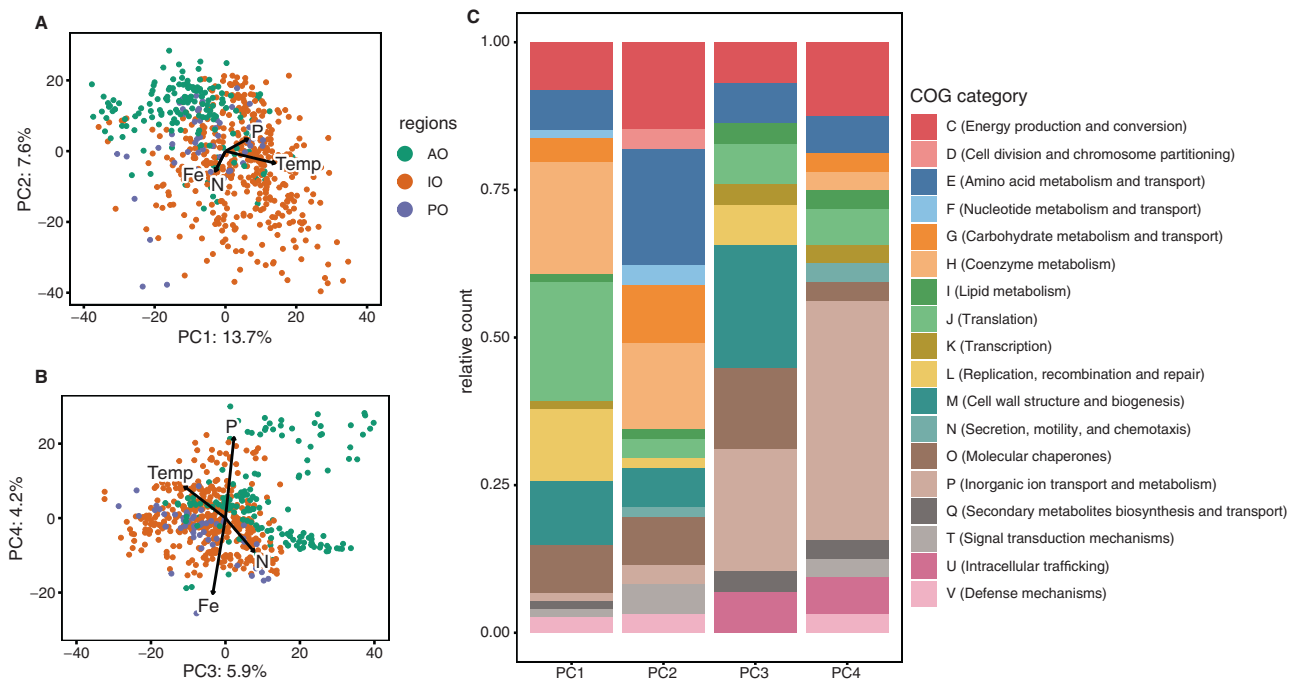 A
20
0
−20
−40
PC2: 7.6%
P
Temp
Fe
N
−40
−20
0
20
40
PC1: 13.7%
regions
AO
IO
PO
B
20
0
−20
PC4: 4.2%
P
Temp
N
Fe
−40
−20
0
20
40
PC3: 5.9%
C
1.00
0.75
0.50
0.25
0.00
relative count
PC1
PC2
PC3
PC4
COG category
C (Energy production and conversion)
D (Cell division and chromosome partitioning)
E (Amino acid metabolism and transport)
F (Nucleotide metabolism and transport)
G (Carbohydrate metabolism and transport)
H (Coenzyme metabolism)
I (Lipid metabolism)
J (Translation)
K (Transcription)
L (Replication, recombination and repair)
M (Cell wall structure and biogenesis)
N (Secretion, motility, and chemotaxis)
O (Molecular chaperones)
P (Inorganic ion transport and metabolism)
Q (Secondary metabolites biosynthesis and transport)
T (Signal transduction mechanisms)
U (Intracellular trafficking)
V (Defense mechanisms)